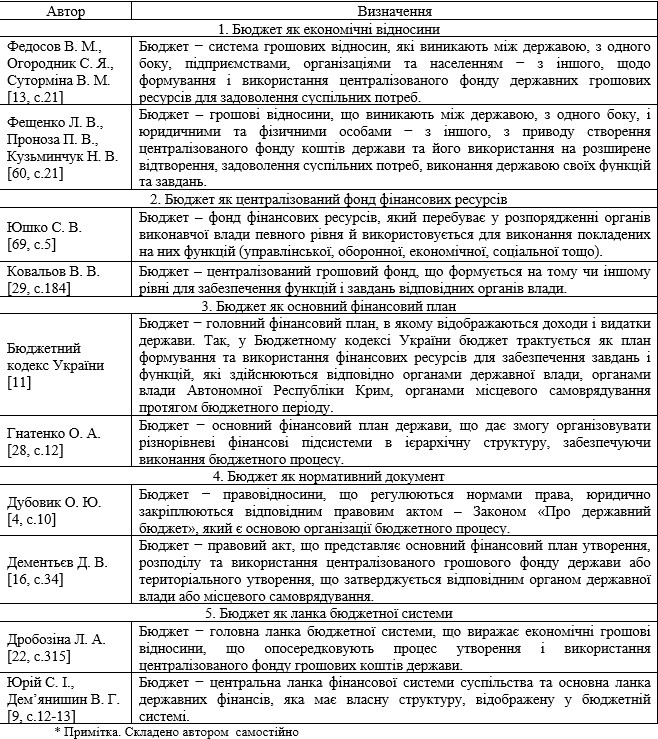 Автор Визначення
1. Бюджет як економічні відносини
Федосов В. М.,
Огородник С. Я.,
Суторміна В. М.
[13, с.21]
Бюджет − система грошових відносин, які виникають між державою, з одного
боку, підприємствами, організаціями та населенням − з іншого, щодо
формування і використання централізованого фонду державних грошових
ресурсів для задоволення суспільних потреб.
Фещенко Л. В.,
Проноза П. В.,
Кузьминчук Н. В.
[60, с.21]
Бюджет – грошові відносини, що виникають між державою, з одного боку, і
юридичними та фізичними особами − з іншого, з приводу створення
централізованого фонду коштів держави та його використання на розширене
відтворення, задоволення суспільних потреб, виконання державою своїх функцій
та завдань.
2. Бюджет як централізований фонд фінансових ресурсів
Юшко С. В.
[69, с.5]
Бюджет – фонд фінансових ресурсів, який перебуває у розпорядженні органів
виконавчої влади певного рівня й використовується для виконання покладених
на них функцій (управлінської, оборонної, економічної, соціальної тощо).
Ковальов В. В.
[29, с.184]
Бюджет – централізований грошовий фонд, що формується на тому чи іншому
рівні для забезпечення функцій і завдань відповідних органів влади.
3. Бюджет як основний фінансовий план
Бюджетний
кодекс України
[11]
Бюджет − головний фінансовий план, в якому відображаються доходи і видатки
держави. Так, у Бюджетному кодексі України бюджет трактується як план
формування та використання фінансових ресурсів для забезпечення завдань і
функцій, які здійснюються відповідно органами державної влади, органами
влади Автономної Республіки Крим, органами місцевого самоврядування
протягом бюджетного періоду.
Гнатенко О. А.
[28, с.12]
Бюджет − основний фінансовий план держави, що дає змогу організовувати
різнорівневі фінансові підсистеми в ієрархічну структуру, забезпечуючи
виконання бюджетного процесу.
4. Бюджет як нормативний документ
Дубовик О. Ю.
[4, с.10]
Бюджет − правовідносини, що регулюються нормами права, юридично
закріплюються відповідним правовим актом – Законом «Про державний
бюджет», який є основою організації бюджетного процесу.
Дементьєв Д. В.
[16, с.34]
Бюджет − правовий акт, що представляє основний фінансовий план утворення,
розподілу та використання централізованого грошового фонду держави або
територіального утворення, що затверджується відповідним органом державної
влади або місцевого самоврядування.
5. Бюджет як ланка бюджетної системи
Дробозіна Л. А.
[22, с.315]
Бюджет − головна ланка бюджетної системи, що виражає економічні грошові
відносини, що опосередковують процес утворення і використання
централізованого фонду грошових коштів держави.
Юрій С. І.,
Дем’янишин В. Г.
[9, с.12-13]
Бюджет − центральна ланка фінансової системи суспільства та основна ланка
державних фінансів, яка має власну структуру, відображену у бюджетній
системі.
* Примітка. Складено автором самостійно